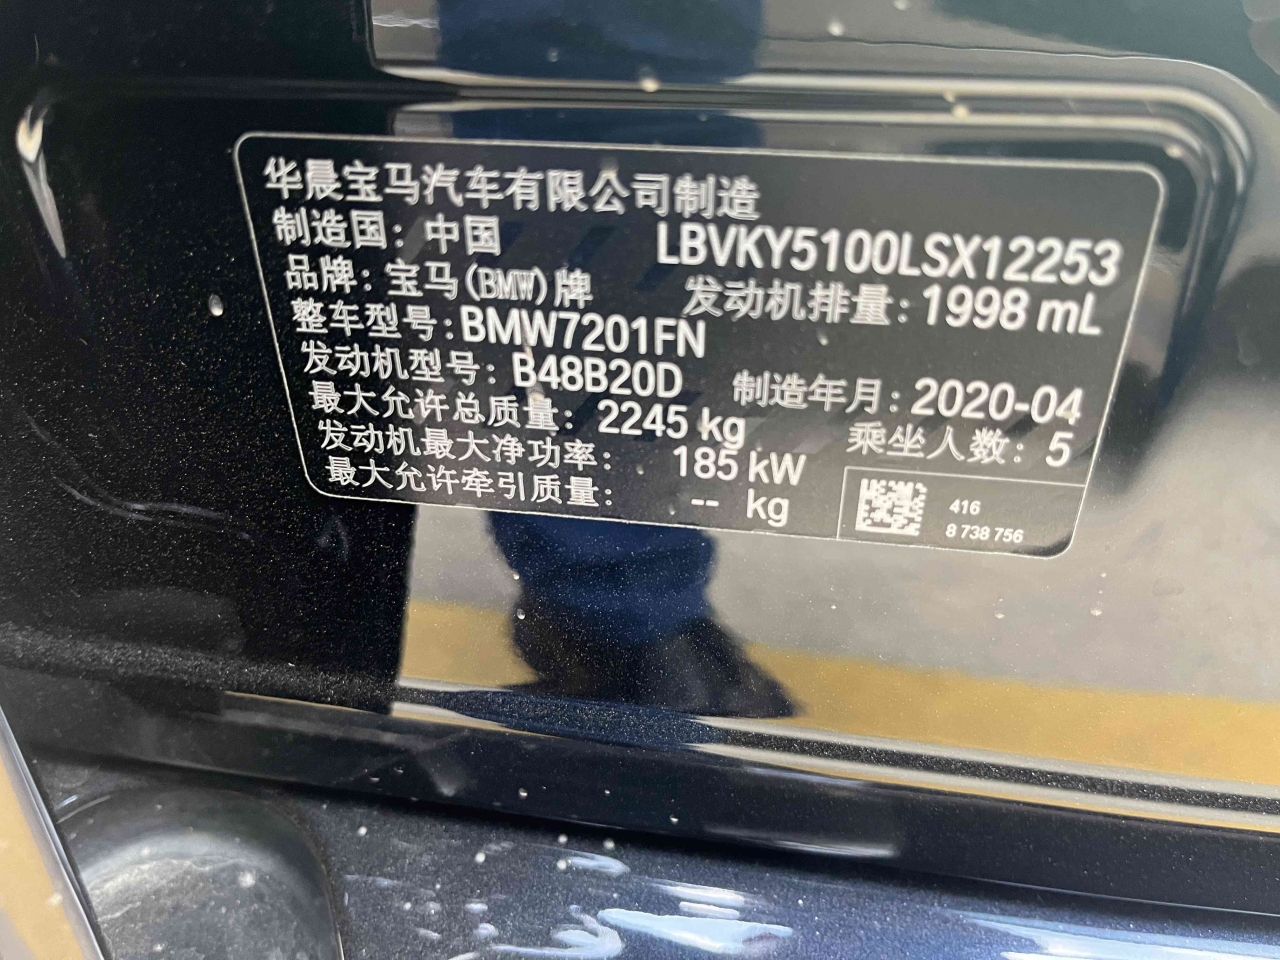 华晨宝马汽车有限公司制造
制造国：中国 LBVKY5100LSX12253
品牌：宝马(BMW)牌 发动机排量：1998 mL
整车型号：BMW7201FN
发动机型号：B48B20D 制造年月：2020-04
最大允许总质量：2245 kg 乘坐人数：5
发动机最大净功率：185 kW
最大允许牵引质量：-- kg
416
8 738 756